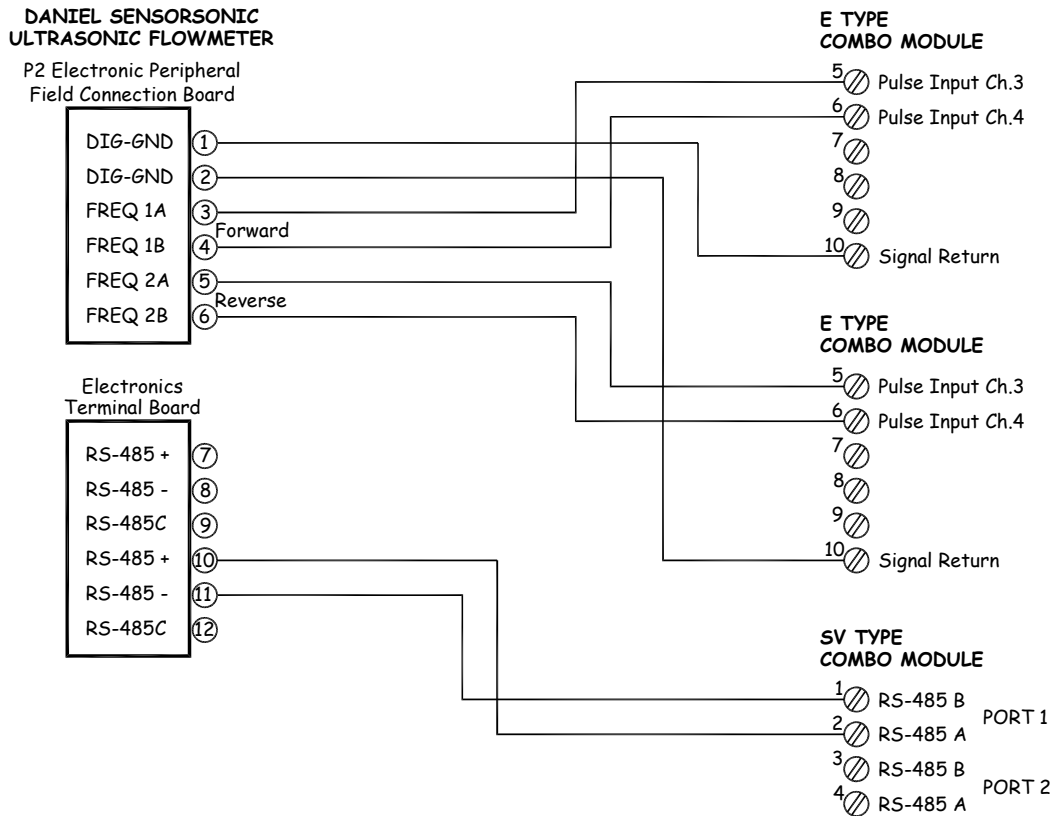 DANIEL SENSORSONIC
ULTRASONIC FLOWMETER
P2 Electronic Peripheral
Field Connection Board
DIG-GND 1
DIG-GND 2
FREQ 1A 3
Forward
FREQ 1B 4
FREQ 2A 5
Reverse
FREQ 2B 6
Electronics
Terminal Board
RS-485 + 7
RS-485 - 8
RS-485C 9
RS-485 + 10
RS-485 - 11
RS-485C 12
E TYPE
COMBO MODULE
5 Pulse Input Ch.3
6 Pulse Input Ch.4
7
8
9
10 Signal Return
E TYPE
COMBO MODULE
5 Pulse Input Ch.3
6 Pulse Input Ch.4
7
8
9
10 Signal Return
SV TYPE
COMBO MODULE
1 RS-485 B
PORT 1
2 RS-485 A
3 RS-485 B
PORT 2
4 RS-485 A